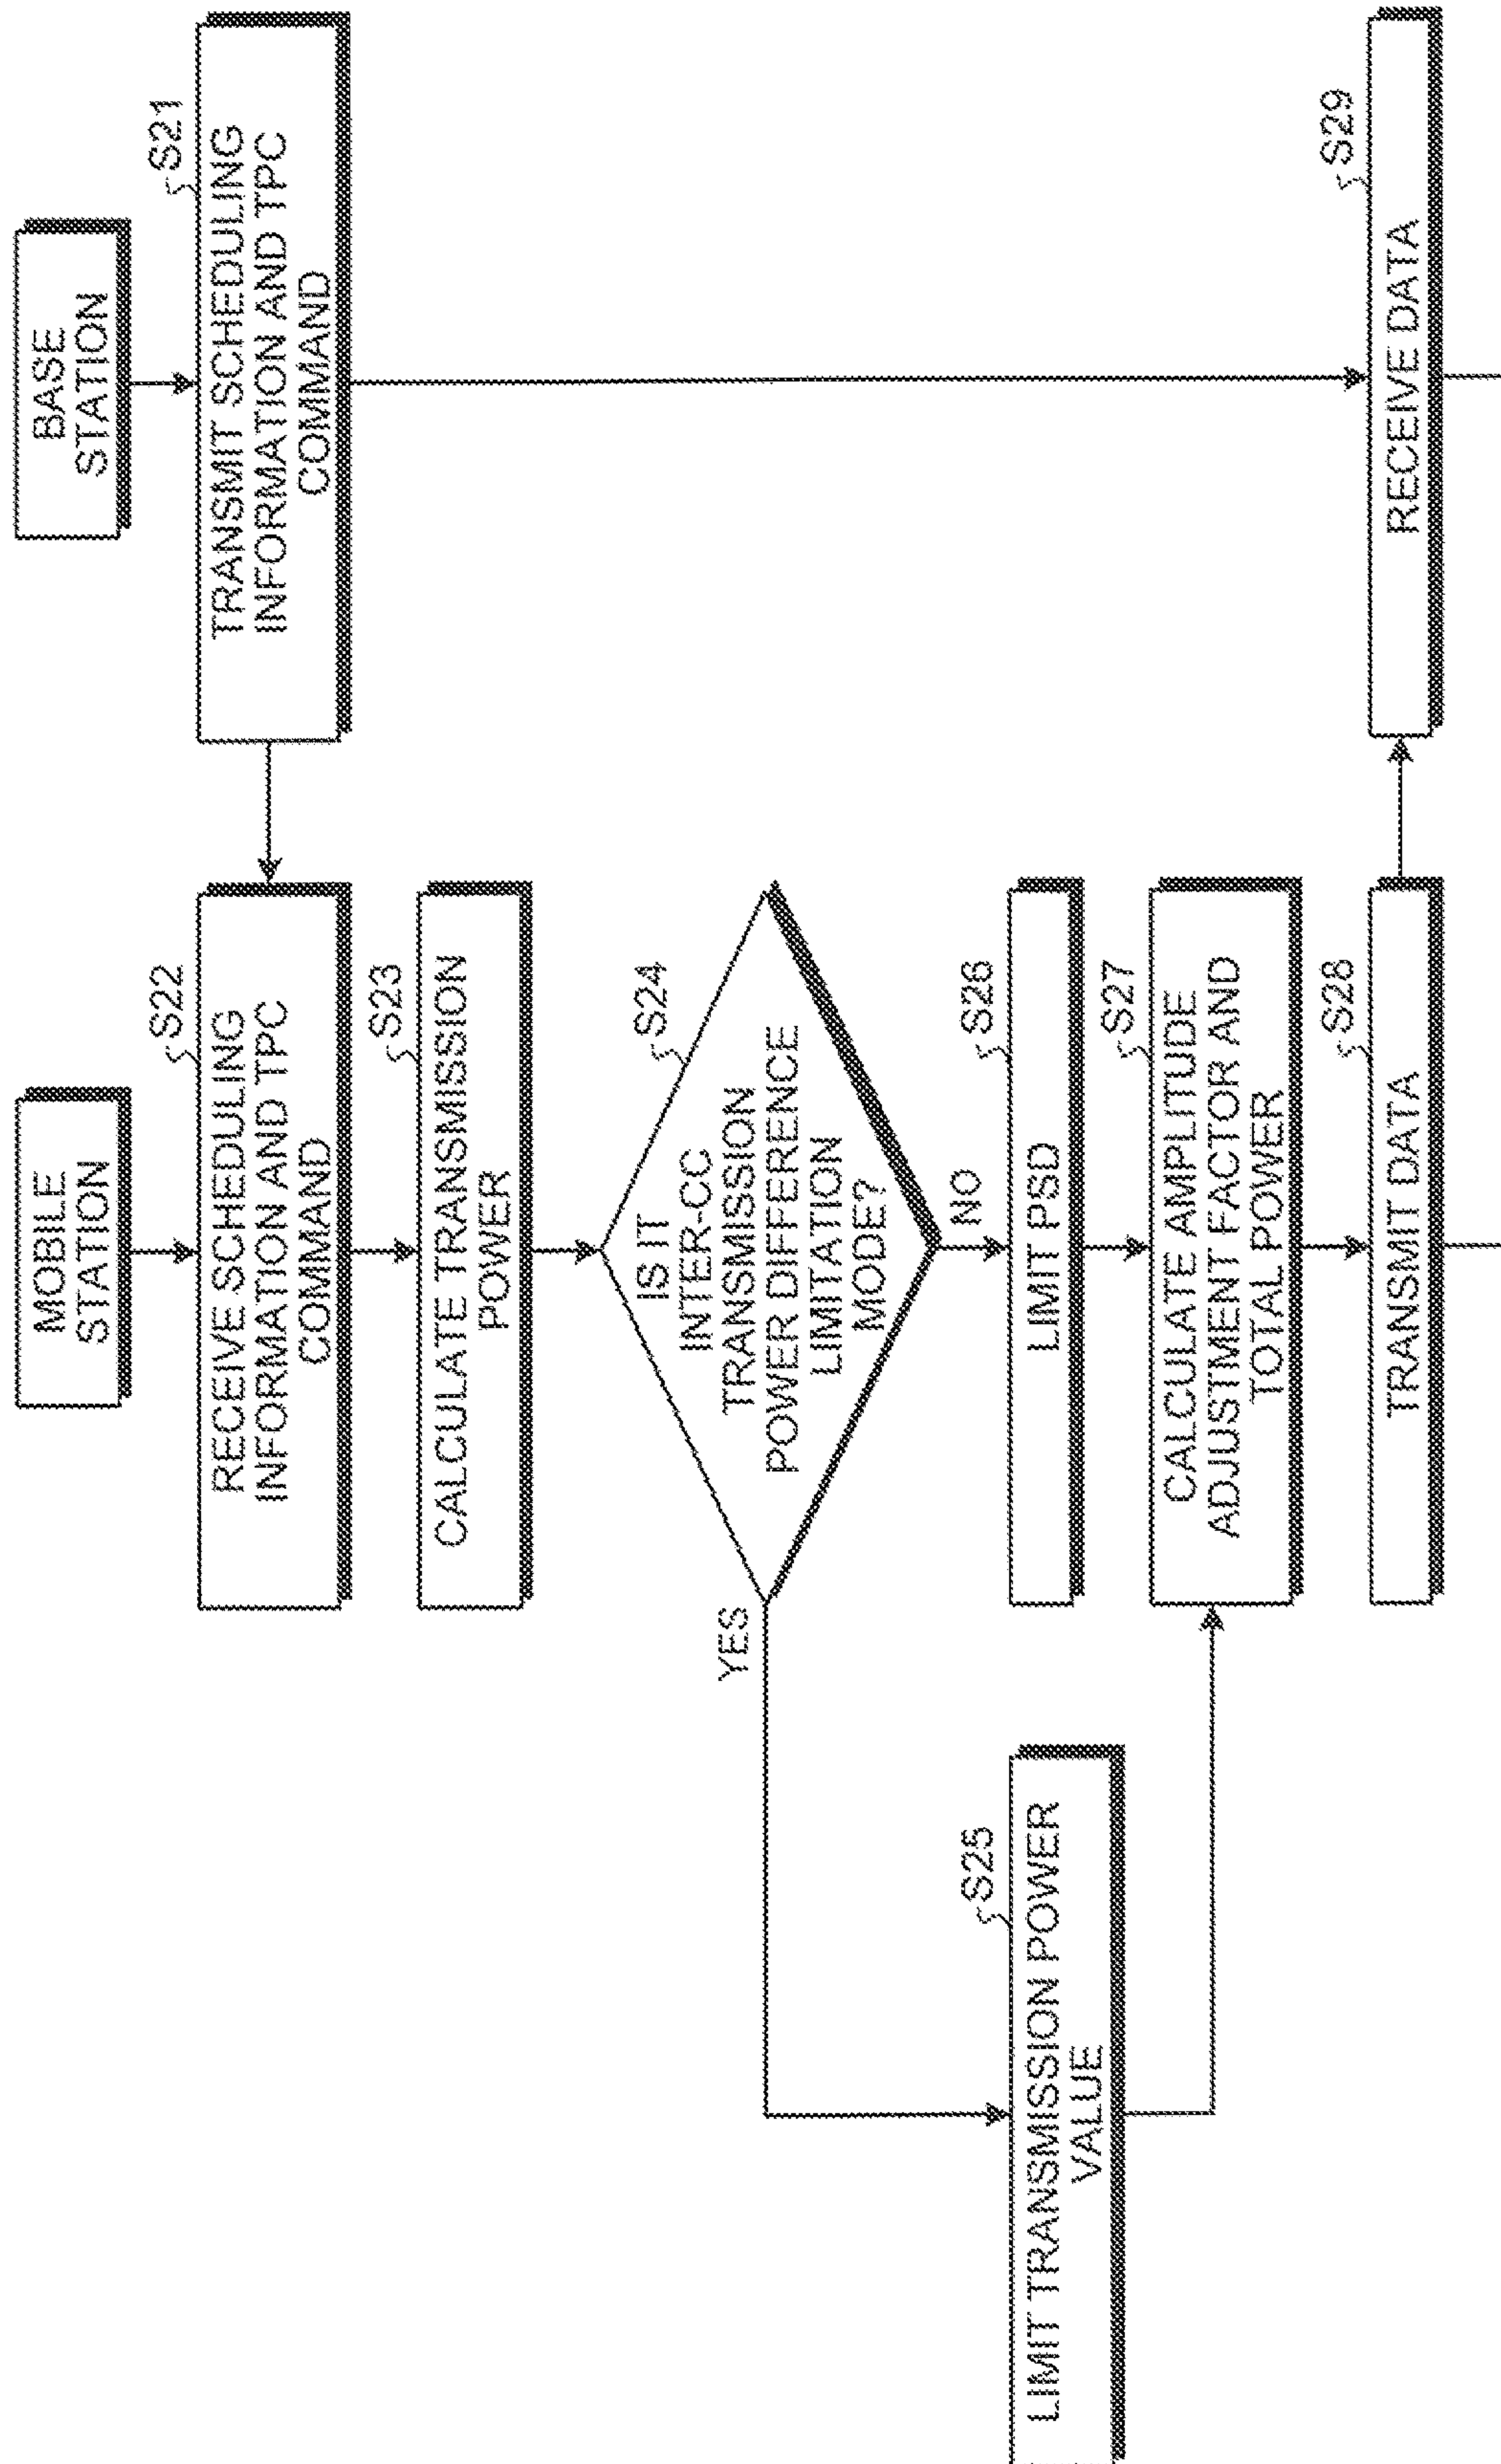 MOBILE
STATION
BASE
STATION
S21
TRANSMIT SCHEDULING
INFORMATION AND TPC
COMMAND
S22
RECEIVE SCHEDULING
INFORMATION AND TPC
COMMAND
S23
CALCULATE TRANSMISSION
POWER
S24
IS IT
INTER-CC
TRANSMISSION
POWER DIFFERENCE
LIMITATION
MODE?
YES
NO
S25
LIMIT TRANSMISSION POWER
VALUE
S26
LIMIT PSD
S27
CALCULATE AMPLITUDE
ADJUSTMENT FACTOR AND
TOTAL POWER
S28
TRANSMIT DATA
S29
RECEIVE DATA